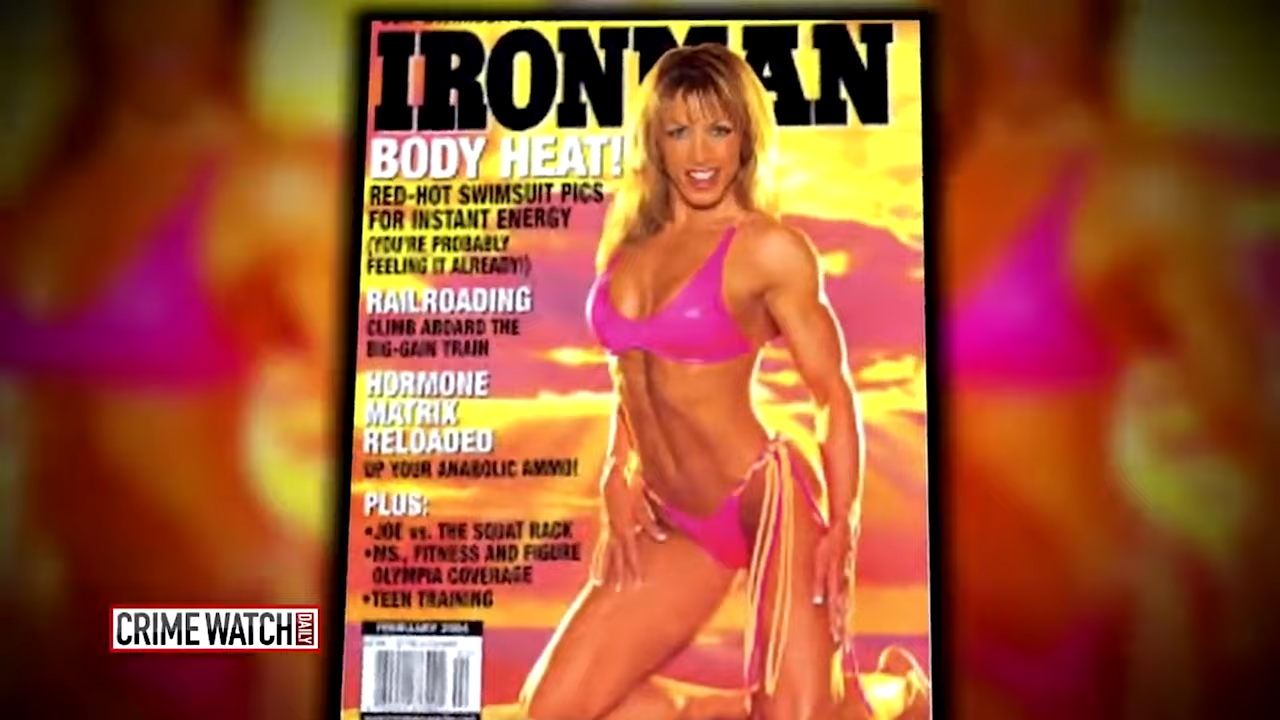 IRONMAN
BODY HEAT!
RED-HOT SWIMSUIT PICS
FOR INSTANT ENERGY
(YOU'RE PROBABLY
FEELING IT ALREADY!)
RAILROADING
CLIMB ABOARD THE
BIG-GAIN TRAIN
HORMONE
MATRIX
RELOADED
UP YOUR ANABOLIC AMMO!
PLUS:
•JOE vs. THE SQUAT RACK
•MS., FITNESS AND FIGURE
OLYMPIA COVERAGE
•TEEN TRAINING
FEBRUARY 2004
CRIME WATCH DAILY